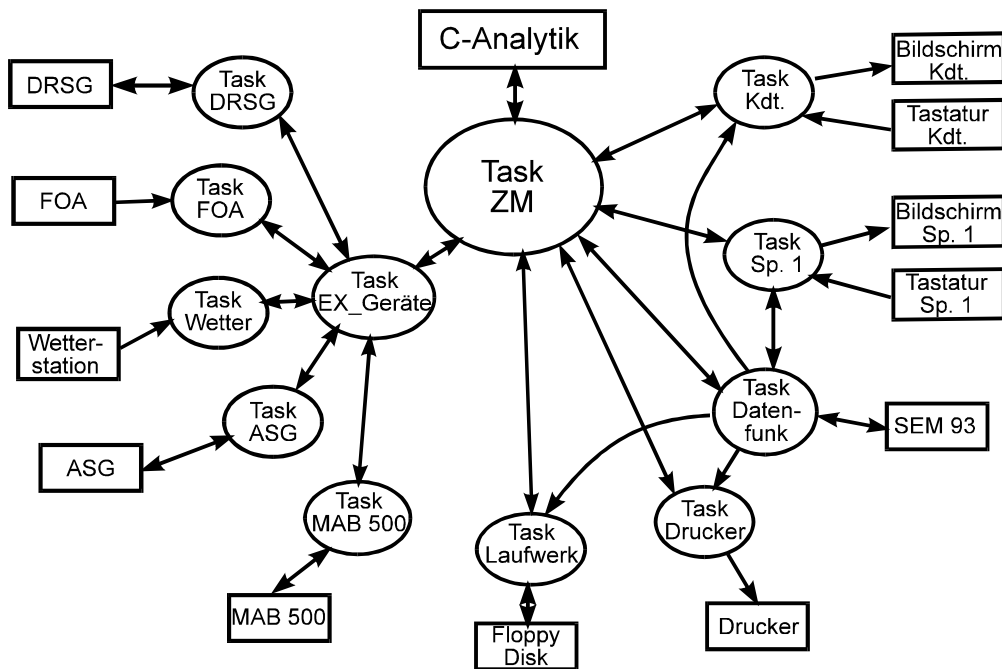 C-Analytik
Task
ZM
DRSG
Task
DRSG
FOA
Task
FOA
Task
EX_Geräte
Task
Wetter
Wetter-
station
Task
ASG
ASG
Task
MAB 500
MAB 500
Task
Kdt.
Bildschirm
Kdt.
Tastatur
Kdt.
Task
Sp. 1
Bildschirm
Sp. 1
Tastatur
Sp. 1
Task
Daten-
funk
SEM 93
Task
Laufwerk
Floppy
Disk
Task
Drucker
Drucker